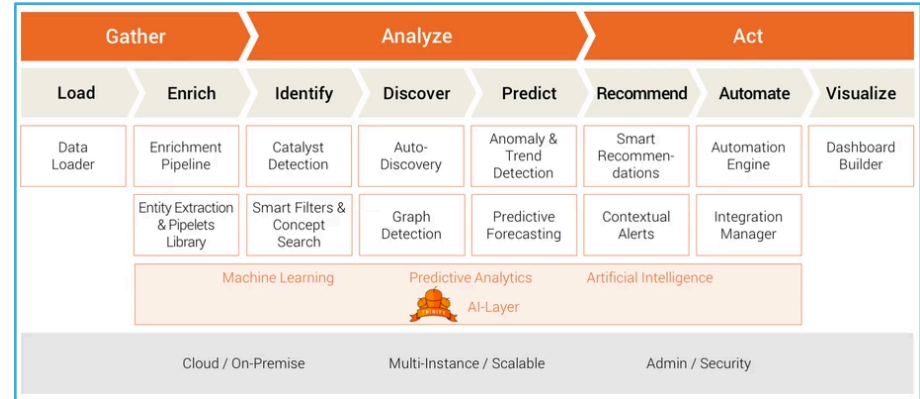 Gather
Analyze
Act
Load
Enrich
Identify
Discover
Predict
Recommend
Automate
Visualize
Data
Loader
Enrichment
Pipeline
Catalyst
Detection
Auto-
Discovery
Anomaly &
Trend
Detection
Smart
Recommen-
dations
Automation
Engine
Dashboard
Builder
Entity Extraction
& Pipelets
Library
Smart Filters &
Concept
Search
Graph
Detection
Predictive
Forecasting
Contextual
Alerts
Integration
Manager
Machine Learning
Predictive Analytics
Artificial Intelligence
TRINITY
AI-Layer
Cloud / On-Premise
Multi-Instance / Scalable
Admin / Security